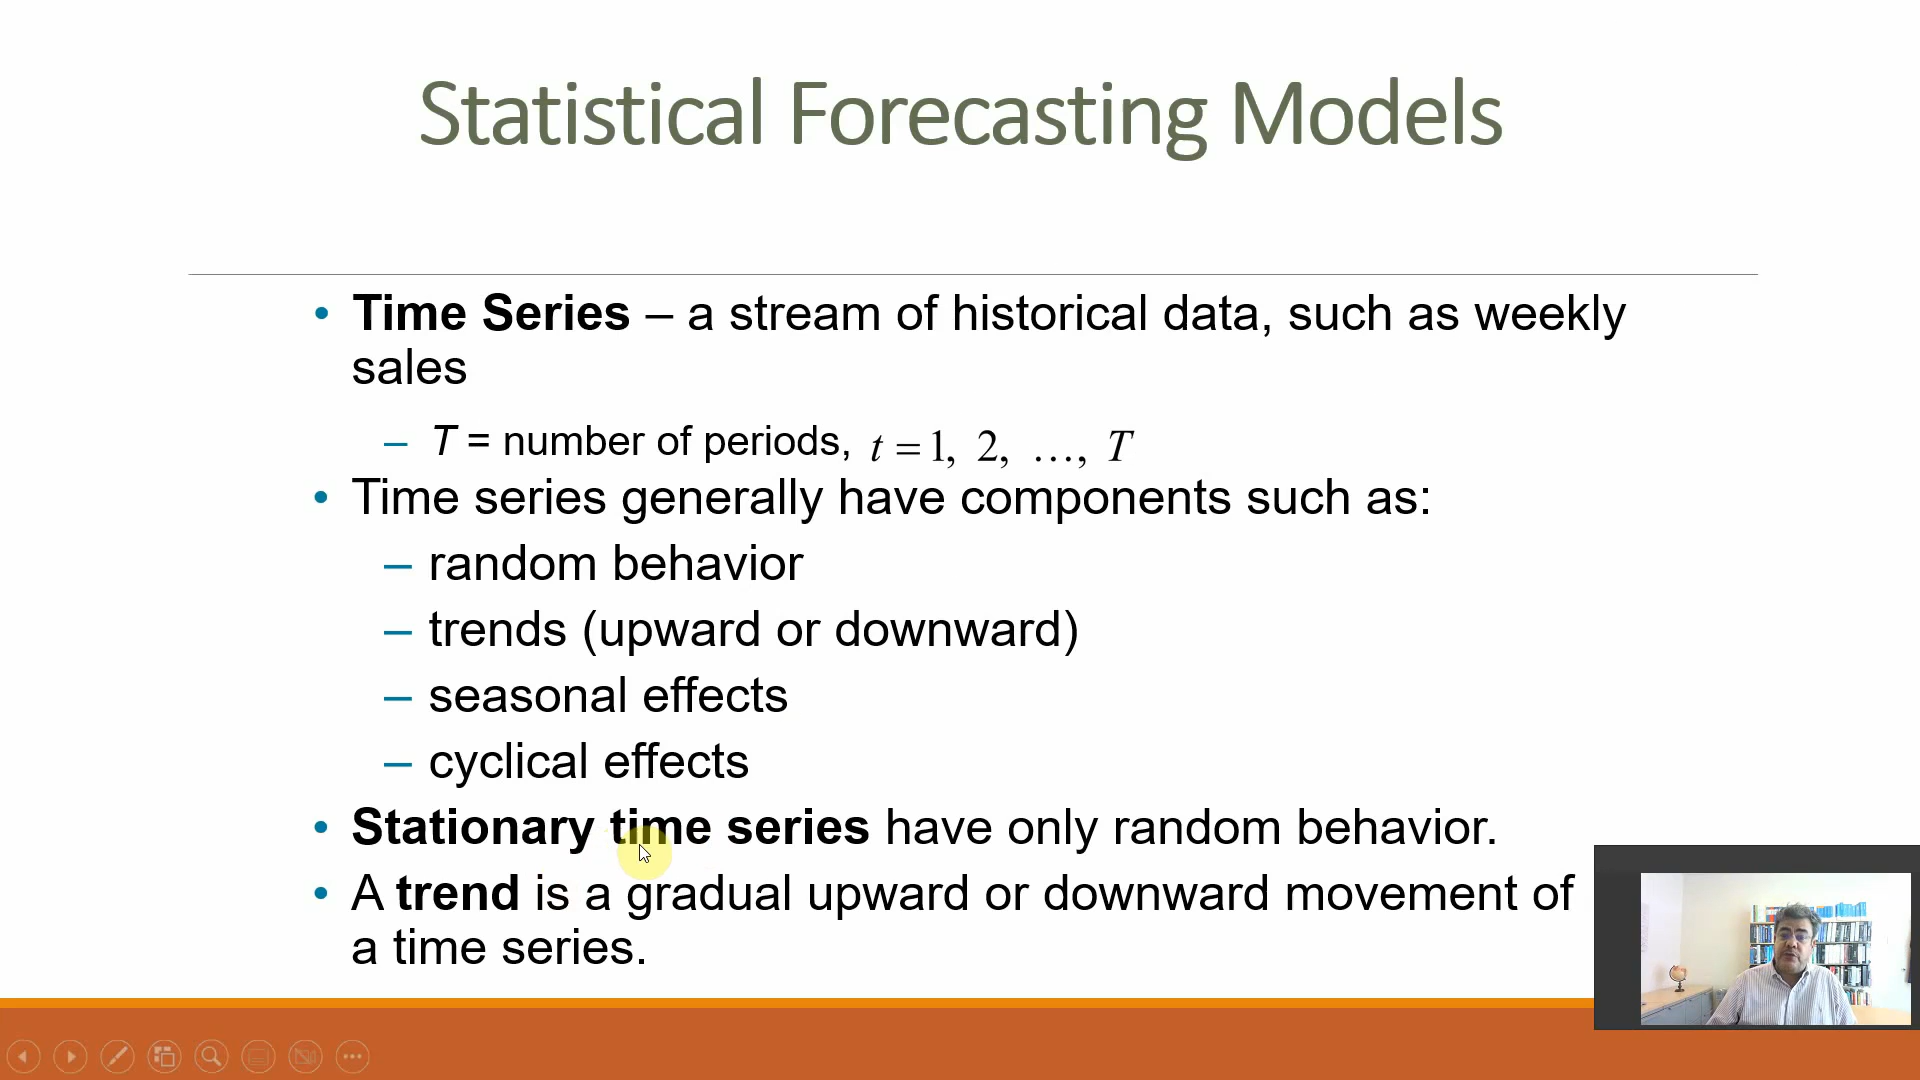 Statistical Forecasting Models
• Time Series – a stream of historical data, such as weekly
sales
– T = number of periods, t = 1, 2, …, T
• Time series generally have components such as:
– random behavior
– trends (upward or downward)
– seasonal effects
– cyclical effects
• Stationary time series have only random behavior.
• A trend is a gradual upward or downward movement of
a time series.